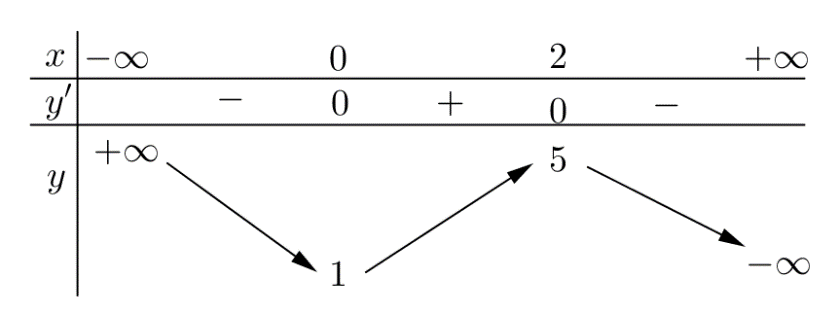 x −∞ 0 2 +∞
y′ − 0 + 0 −
+∞ 5
y
1 −∞